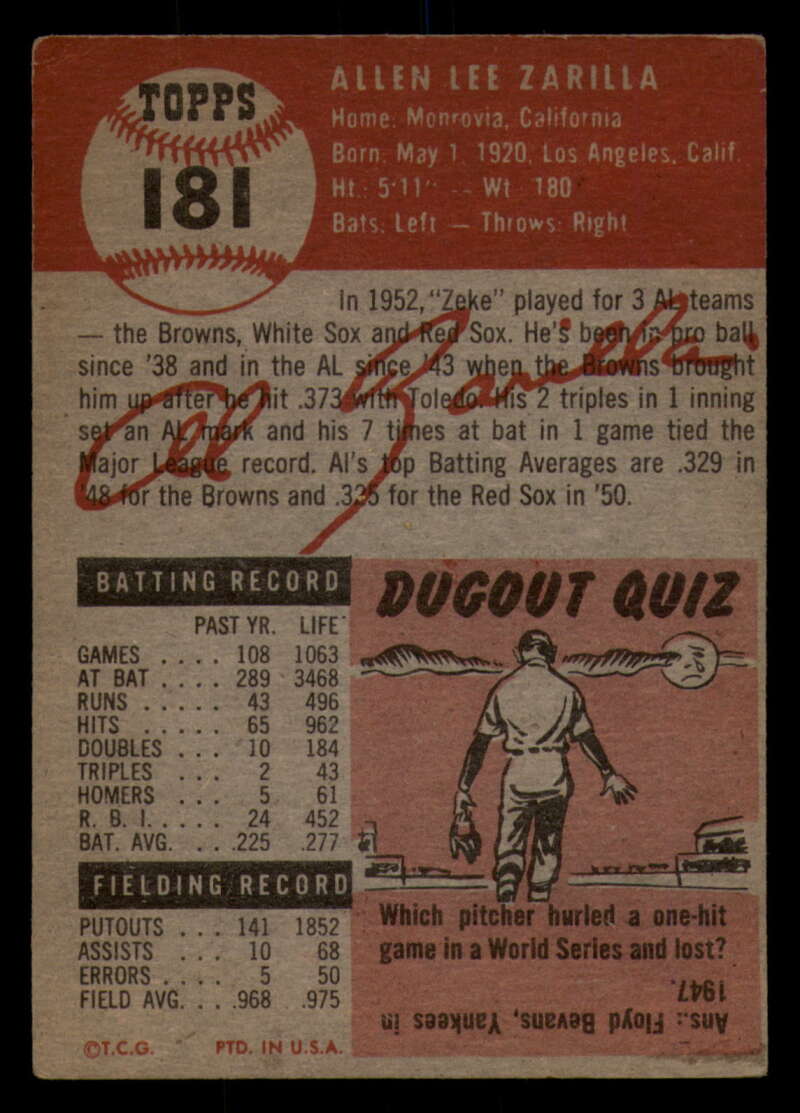 TOPPS
181
ALLEN LEE ZARILLA
Home: Monrovia, California
Born: May 1, 1920, Los Angeles, Calif.
Ht.: 5'11" -- Wt.: 180
Bats: Left — Throws: Right
In 1952, "Zeke" played for 3 AL teams
— the Browns, White Sox and Red Sox. He's been in pro ball
since '38 and in the AL since '43 when the Browns brought
him up after he hit .373 with Toledo. His 2 triples in 1 inning
set an AL mark and his 7 times at bat in 1 game tied the
Major League record. Al's top Batting Averages are .329 in
'48 for the Browns and .325 for the Red Sox in '50.
Al Zarilla
BATTING RECORD
PAST YR. LIFE
GAMES .... 108 1063
AT BAT .... 289 3468
RUNS ..... 43 496
HITS ..... 65 962
DOUBLES ... 10 184
TRIPLES ... 2 43
HOMERS ... 5 61
R. B. I. .... 24 452
BAT. AVG. ... .225 .277
FIELDING RECORD
PUTOUTS ... 141 1852
ASSISTS ... 10 68
ERRORS .... 5 50
FIELD AVG. ... .968 .975
©T.C.G. PTD. IN U.S.A.
DUGOUT QUIZ
Which pitcher hurled a one-hit
game in a World Series and lost?
Ans.: Floyd Bevans, Yankees in
1947.